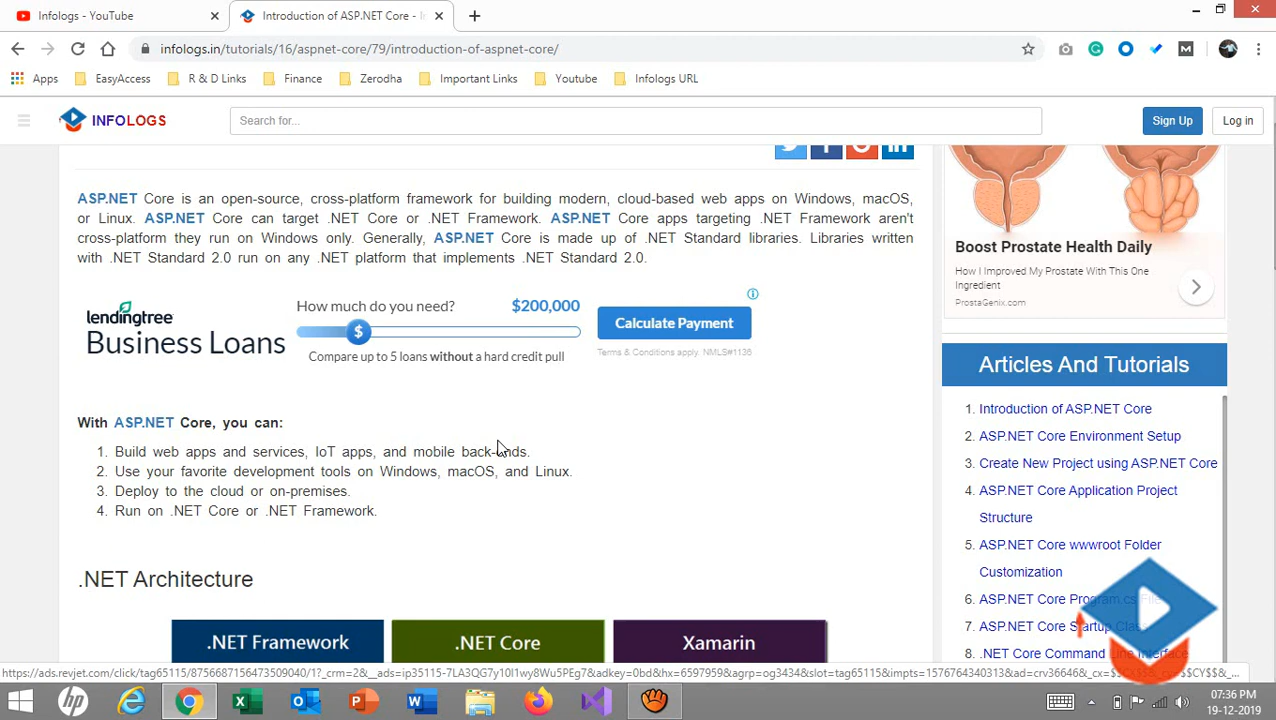 Infologs - YouTube
Introduction of ASP.NET Core - I
infologs.in/tutorials/16/aspnet-core/79/introduction-of-aspnet-core/
Apps EasyAccess R & D Links Finance Zerodha Important Links Youtube Infologs URL
INFOLOGS
Search for...
Sign Up
Log in
ASP.NET Core is an open-source, cross-platform framework for building modern, cloud-based web apps on Windows, macOS,
or Linux. ASP.NET Core can target .NET Core or .NET Framework. ASP.NET Core apps targeting .NET Framework aren't
cross-platform they run on Windows only. Generally, ASP.NET Core is made up of .NET Standard libraries. Libraries written
with .NET Standard 2.0 run on any .NET platform that implements .NET Standard 2.0.
lendingtree
Business Loans
How much do you need? $200,000
$
Compare up to 5 loans without a hard credit pull
Calculate Payment
Terms & Conditions apply. NMLS#1136
With ASP.NET Core, you can:
1. Build web apps and services, IoT apps, and mobile back-ends.
2. Use your favorite development tools on Windows, macOS, and Linux.
3. Deploy to the cloud or on-premises.
4. Run on .NET Core or .NET Framework.
.NET Architecture
.NET Framework
.NET Core
Xamarin
Boost Prostate Health Daily
How I Improved My Prostate With This One
Ingredient
ProstaGenix.com
Articles And Tutorials
1. Introduction of ASP.NET Core
2. ASP.NET Core Environment Setup
3. Create New Project using ASP.NET Core
4. ASP.NET Core Application Project
Structure
5. ASP.NET Core wwwroot Folder
Customization
6. ASP.NET Core Program.cs File
7. ASP.NET Core Startup
8. .NET Core Command Line Interface
07:36 PM
19-12-2019